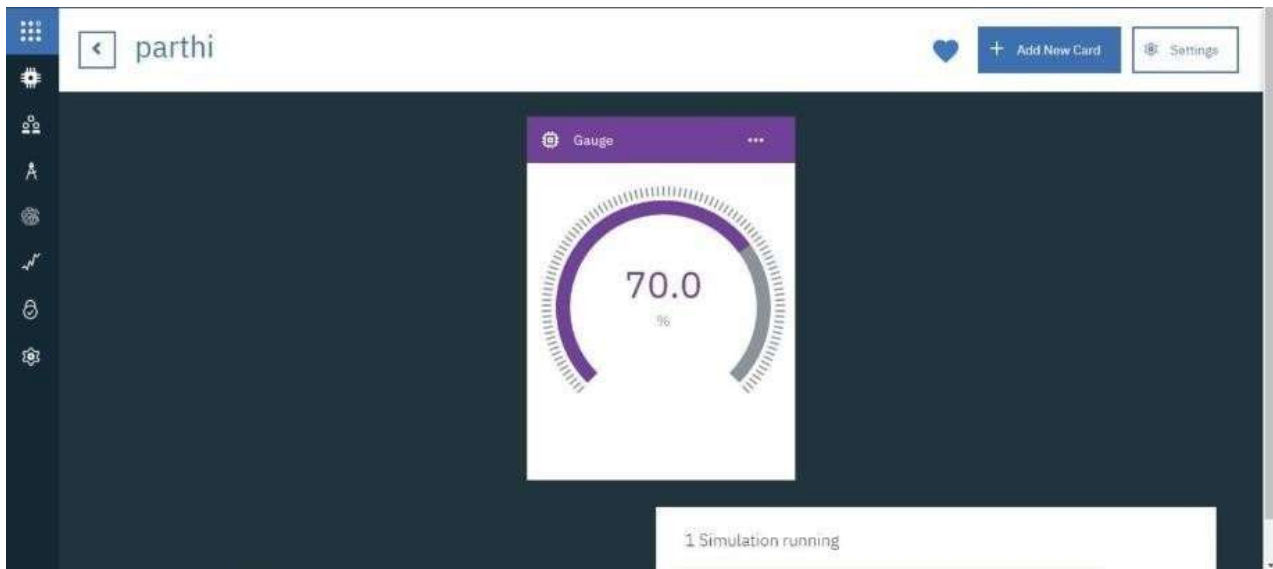 parthi
+ Add New Card
Settings
Gauge
70.0
%
1 Simulation running